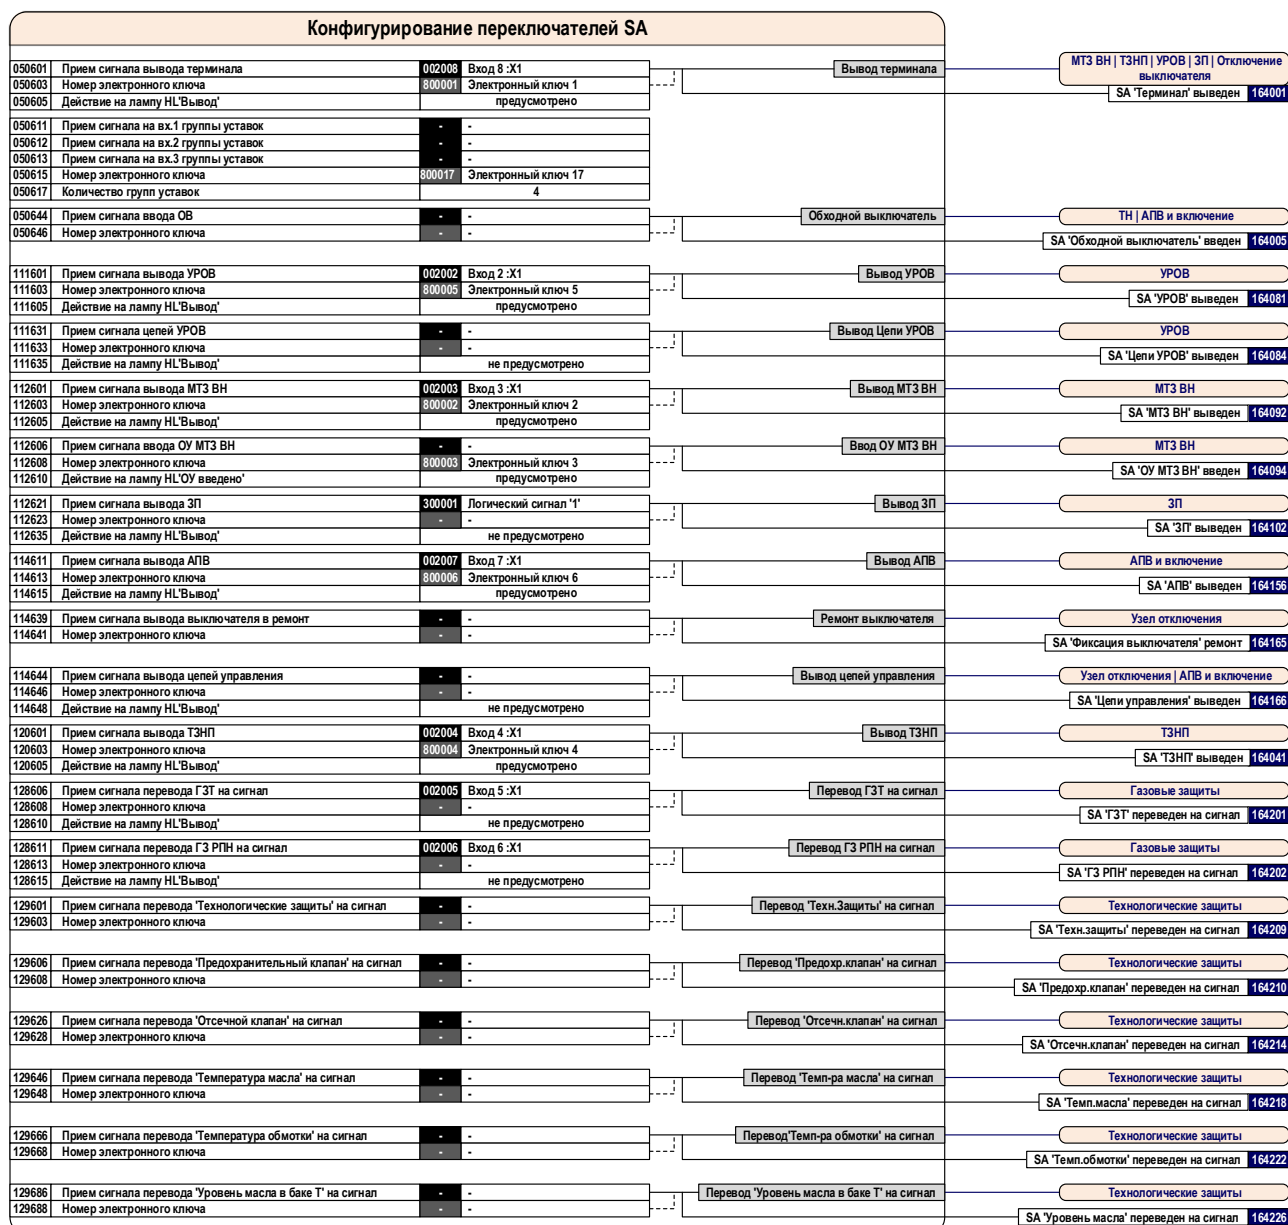 Конфигурирование переключателей SA
050601 Прием сигнала вывода терминала 002008 Вход 8 :X1 Вывод терминала МТЗ ВН | ТЗНП | УРОВ | ЗП | Отключение выключателя
050603 Номер электронного ключа 800001 Электронный ключ 1
050605 Действие на лампу HL'Вывод' предусмотрено SA 'Терминал' выведен 164001
050611 Прием сигнала на вх.1 группы уставок - -
050612 Прием сигнала на вх.2 группы уставок - -
050613 Прием сигнала на вх.3 группы уставок - -
050615 Номер электронного ключа 800017 Электронный ключ 17
050617 Количество групп уставок 4
050644 Прием сигнала ввода ОВ - - Обходной выключатель ТН | АПВ и включение
050646 Номер электронного ключа - - SA 'Обходной выключатель' введен 164005
111601 Прием сигнала вывода УРОВ 002002 Вход 2 :X1 Вывод УРОВ УРОВ
111603 Номер электронного ключа 800005 Электронный ключ 5
111605 Действие на лампу HL'Вывод' предусмотрено SA 'УРОВ' выведен 164081
111631 Прием сигнала цепей УРОВ - - Вывод Цепи УРОВ УРОВ
111633 Номер электронного ключа - -
111635 Действие на лампу HL'Вывод' не предусмотрено SA 'Цепи УРОВ' выведен 164084
112601 Прием сигнала вывода МТЗ ВН 002003 Вход 3 :X1 Вывод МТЗ ВН МТЗ ВН
112603 Номер электронного ключа 800002 Электронный ключ 2
112605 Действие на лампу HL'Вывод' предусмотрено SA 'МТЗ ВН' выведен 164092
112606 Прием сигнала ввода ОУ МТЗ ВН - - Ввод ОУ МТЗ ВН МТЗ ВН
112608 Номер электронного ключа 800003 Электронный ключ 3
112610 Действие на лампу HL'ОУ введено' предусмотрено SA 'ОУ МТЗ ВН' введен 164094
112621 Прием сигнала вывода ЗП 300001 Логический сигнал '1' Вывод ЗП ЗП
112623 Номер электронного ключа - -
112635 Действие на лампу HL'Вывод' не предусмотрено SA 'ЗП' выведен 164102
114611 Прием сигнала вывода АПВ 002007 Вход 7 :X1 Вывод АПВ АПВ и включение
114613 Номер электронного ключа 800006 Электронный ключ 6
114615 Действие на лампу HL'Вывод' предусмотрено SA 'АПВ' выведен 164156
114639 Прием сигнала вывода выключателя в ремонт - - Ремонт выключателя Узел отключения
114641 Номер электронного ключа - - SA 'Фиксация выключателя' ремонт 164165
114644 Прием сигнала вывода цепей управления - - Вывод цепей управления Узел отключения | АПВ и включение
114646 Номер электронного ключа - -
114648 Действие на лампу HL'Вывод' не предусмотрено SA 'Цепи управления' выведен 164166
120601 Прием сигнала вывода ТЗНП 002004 Вход 4 :X1 Вывод ТЗНП ТЗНП
120603 Номер электронного ключа 800004 Электронный ключ 4
120605 Действие на лампу HL'Вывод' предусмотрено SA 'ТЗНП' выведен 164041
128606 Прием сигнала перевода ГЗТ на сигнал 002005 Вход 5 :X1 Перевод ГЗТ на сигнал Газовые защиты
128608 Номер электронного ключа - -
128610 Действие на лампу HL'Вывод' не предусмотрено SA 'ГЗТ' переведен на сигнал 164201
128611 Прием сигнала перевода ГЗ РПН на сигнал 002006 Вход 6 :X1 Перевод ГЗ РПН на сигнал Газовые защиты
128613 Номер электронного ключа - -
128615 Действие на лампу HL'Вывод' не предусмотрено SA 'ГЗ РПН' переведен на сигнал 164202
129601 Прием сигнала перевода 'Технологические защиты' на сигнал - - Перевод 'Техн.Защиты' на сигнал Технологические защиты
129603 Номер электронного ключа - - SA 'Техн.защиты' переведен на сигнал 164209
129606 Прием сигнала перевода 'Предохранительный клапан' на сигнал - - Перевод 'Предохр.клапан' на сигнал Технологические защиты
129608 Номер электронного ключа - - SA 'Предохр.клапан' переведен на сигнал 164210
129626 Прием сигнала перевода 'Отсечной клапан' на сигнал - - Перевод 'Отсечн.клапан' на сигнал Технологические защиты
129628 Номер электронного ключа - - SA 'Отсечн.клапан' переведен на сигнал 164214
129646 Прием сигнала перевода 'Температура масла' на сигнал - - Перевод 'Темп-ра масла' на сигнал Технологические защиты
129648 Номер электронного ключа - - SA 'Темп.масла' переведен на сигнал 164218
129666 Прием сигнала перевода 'Температура обмотки' на сигнал - - Перевод'Темп-ра обмотки' на сигнал Технологические защиты
129668 Номер электронного ключа - - SA 'Темп.обмотки' переведен на сигнал 164222
129686 Прием сигнала перевода 'Уровень масла в баке Т' на сигнал - - Перевод 'Уровень масла в баке Т' на сигнал Технологические защиты
129688 Номер электронного ключа - - SA 'Уровень масла' переведен на сигнал 164226